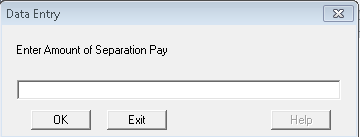 Data Entry
Enter Amount of Separation Pay
OK
Exit
Help